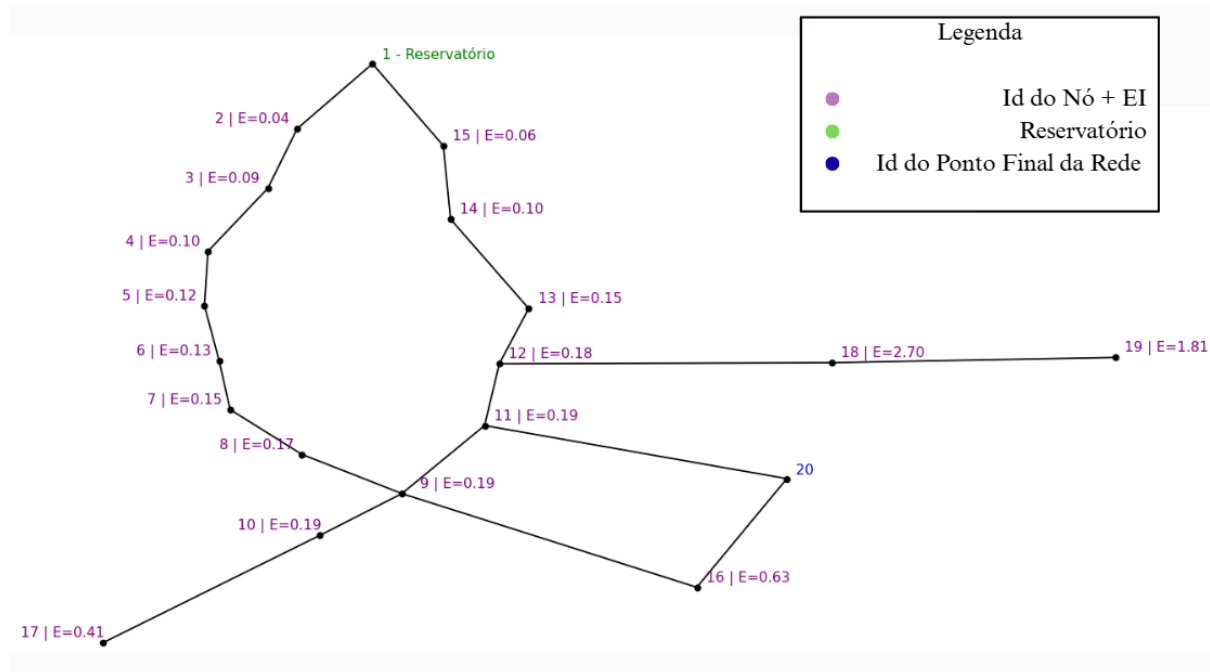 Legenda
1 - Reservatório
Id do Nó + EI
2 | E=0.04
Reservatório
15 | E=0.06
Id do Ponto Final da Rede
3 | E=0.09
14 | E=0.10
4 | E=0.10
5 | E=0.12
13 | E=0.15
6 | E=0.13
12 | E=0.18
18 | E=2.70
19 | E=1.81
7 | E=0.15
11 | E=0.19
8 | E=0.17
20
9 | E=0.19
10 | E=0.19
16 | E=0.63
17 | E=0.41